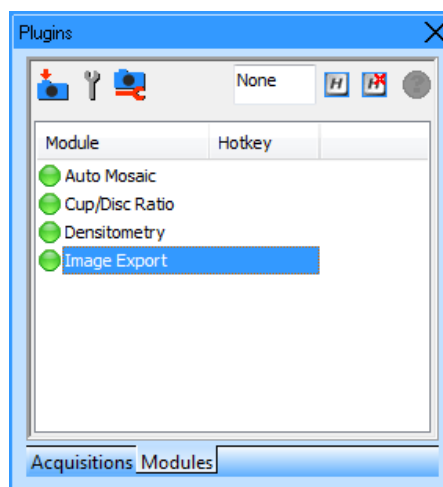 Plugins
None
H H
Module Hotkey
Auto Mosaic
Cup/Disc Ratio
Densitometry
Image Export
Acquisitions Modules